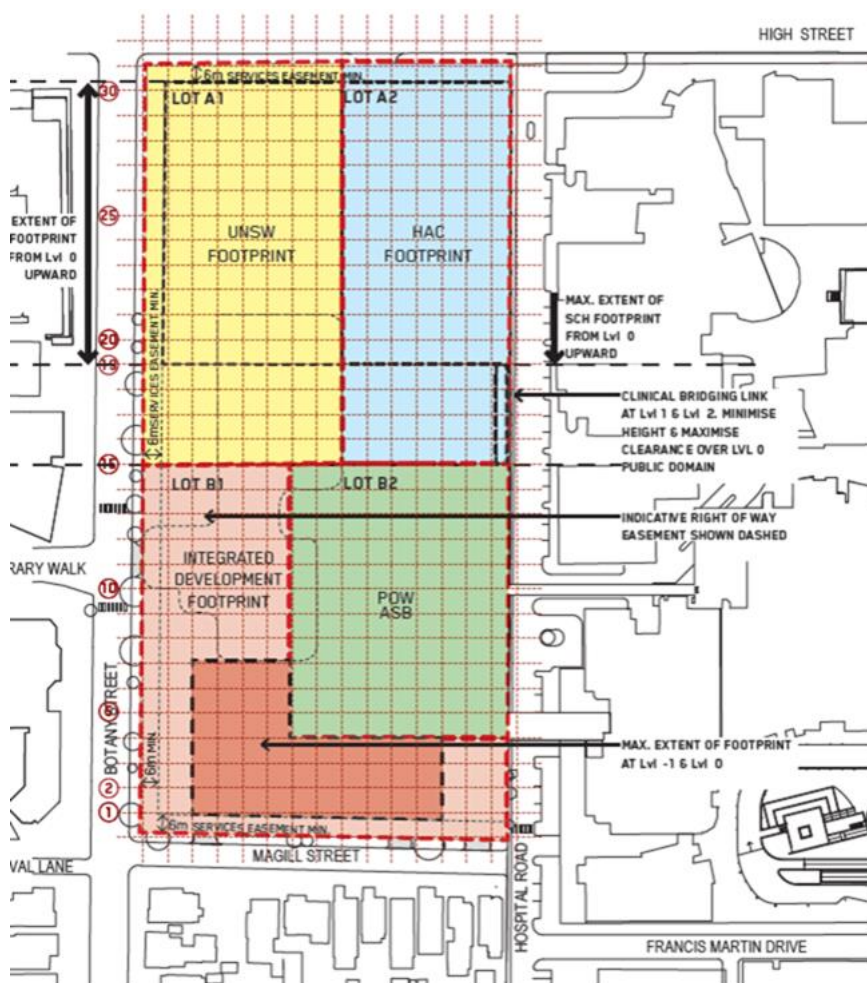 HIGH STREET
6m SERVICES EASEMENT MIN.
30
LOT A1
LOT A2
25
EXTENT OF
FOOTPRINT
FROM Lvl 0
UPWARD
UNSW
FOOTPRINT
HAC
FOOTPRINT
MAX. EXTENT OF
SCH FOOTPRINT
FROM Lvl 0
UPWARD
20
19
6m SERVICES EASEMENT MIN.
CLINICAL BRIDGING LINK
AT Lvl 1 & Lvl 2. MINIMISE
HEIGHT & MAXIMISE
CLEARANCE OVER LVL 0
PUBLIC DOMAIN
15
LOT B1
LOT B2
INDICATIVE RIGHT OF WAY
EASEMENT SHOWN DASHED
RARY WALK
INTEGRATED
DEVELOPMENT
FOOTPRINT
10
POW
ASB
BOTANY STREET
5
MAX. EXTENT OF FOOTPRINT
AT Lvl -1 & Lvl 0
6m MIN.
2
1
6m SERVICES EASEMENT MIN.
MAGILL STREET
VAL LANE
HOSPITAL ROAD
FRANCIS MARTIN DRIVE